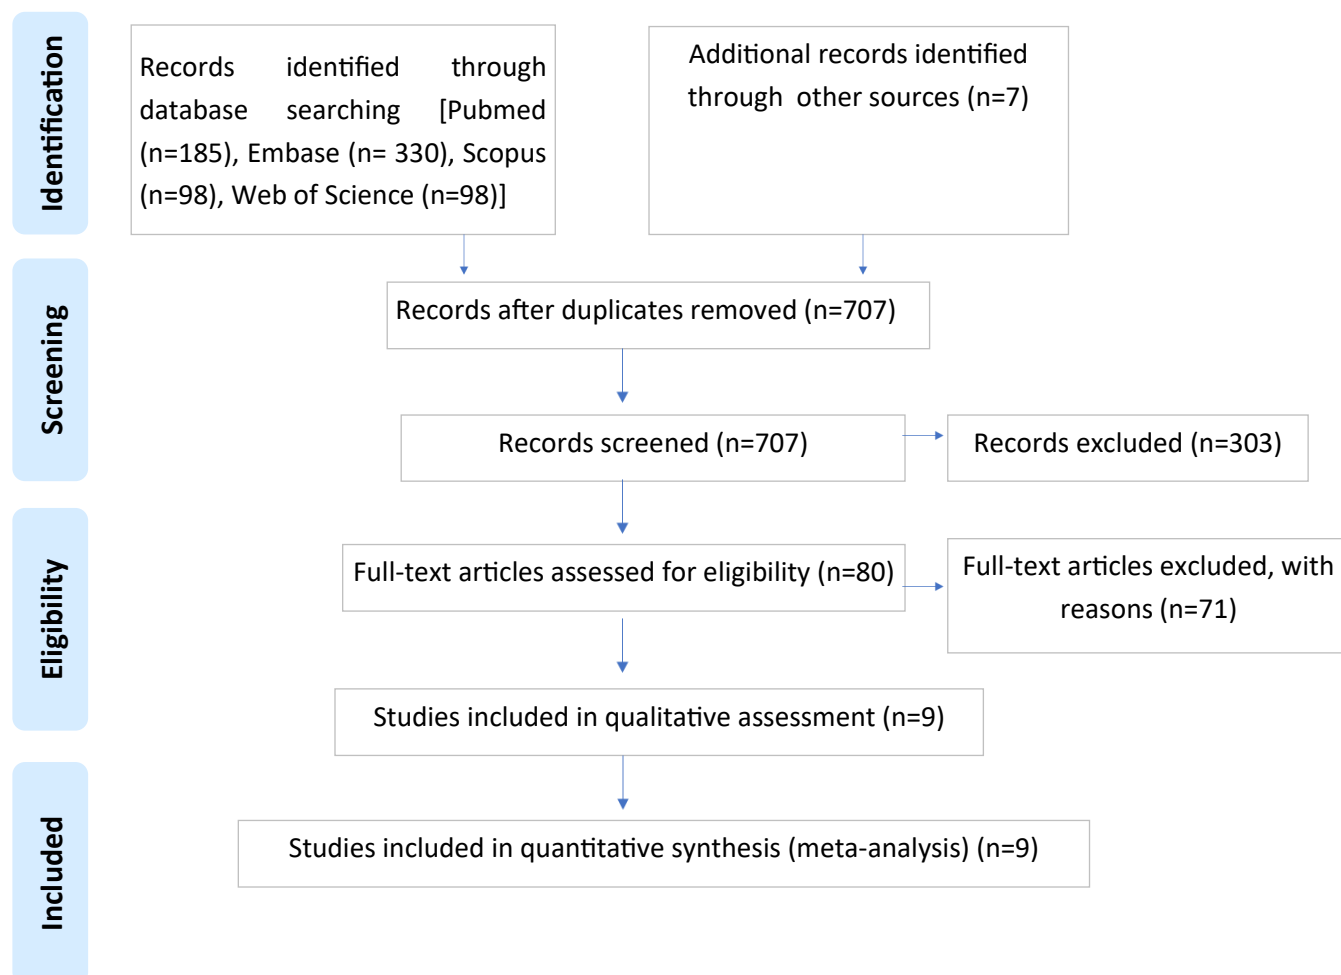 Identification
Records identified through
database searching [Pubmed
(n=185), Embase (n= 330), Scopus
(n=98), Web of Science (n=98)]
Additional records identified
through other sources (n=7)
Screening
Records after duplicates removed (n=707)
Records screened (n=707)
Records excluded (n=303)
Eligibility
Full-text articles assessed for eligibility (n=80)
Full-text articles excluded, with
reasons (n=71)
Studies included in qualitative assessment (n=9)
Included
Studies included in quantitative synthesis (meta-analysis) (n=9)